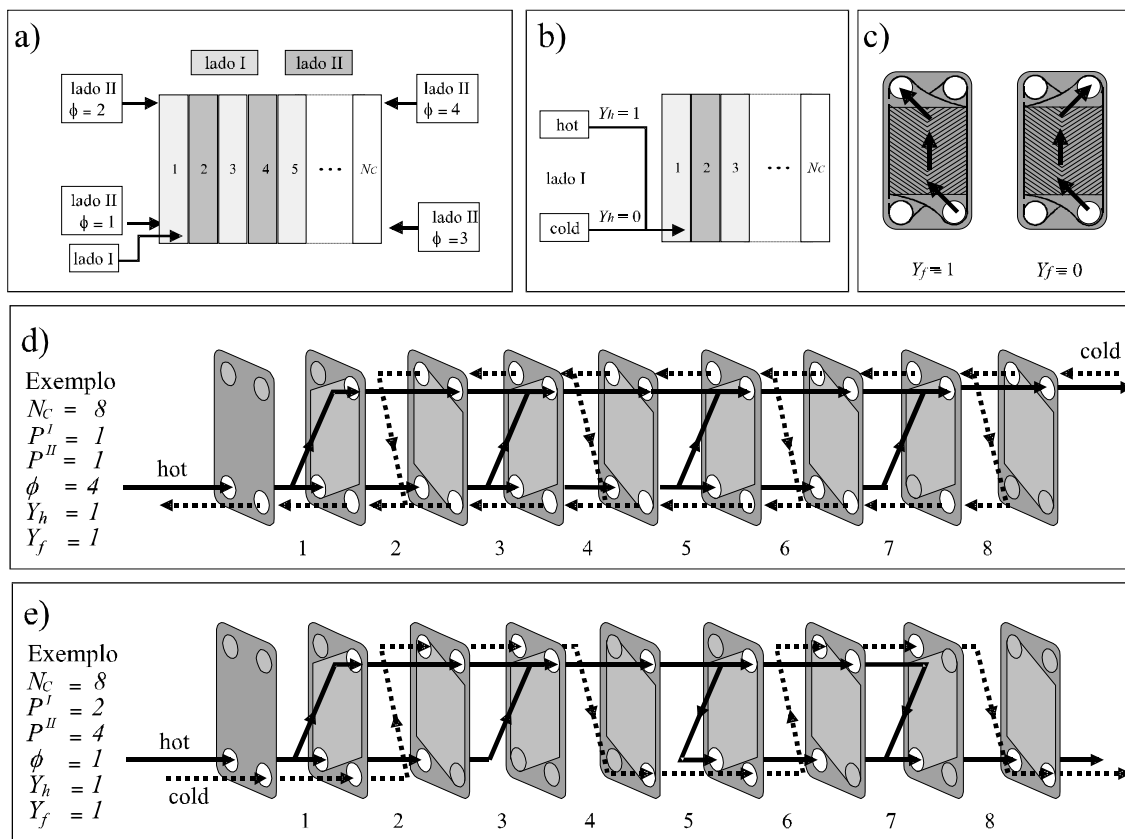 a)
lado I
lado II
lado II
ϕ = 2
lado II
ϕ = 4
1 2 3 4 5 ... N_C
lado II
ϕ = 1
lado I
lado II
ϕ = 3
b)
hot
Y_h = 1
lado I
cold
Y_h = 0
1 2 3 ... N_C
c)
Y_f = 1
Y_f = 0
d)
Exemplo
N_C = 8
P^I = 1
P^II = 1
ϕ = 4
Y_h = 1
Y_f = 1
hot
cold
1 2 3 4 5 6 7 8
e)
Exemplo
N_C = 8
P^I = 2
P^II = 4
ϕ = 1
Y_h = 1
Y_f = 1
hot
cold
1 2 3 4 5 6 7 8